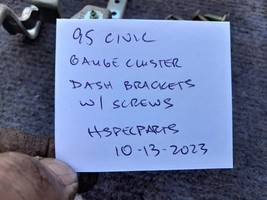 95 CIVIC
GAUGE CLUSTER
DASH BRACKETS
W/ SCREWS
HSPECPARTS
10-13-2023